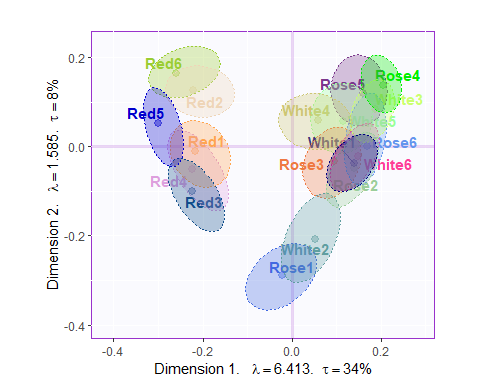 0.2
0.0
-0.2
-0.4
-0.4
-0.2
0.0
0.2
Dimension 2. λ = 1.585. τ = 8%
Dimension 1. λ = 6.413. τ = 34%
Red6
Red2
Red5
Red1
Red4
Red3
Rose5
Rose4
White3
White4
Rose6
White1
White6
Rose3
Rose2
White2
Rose1